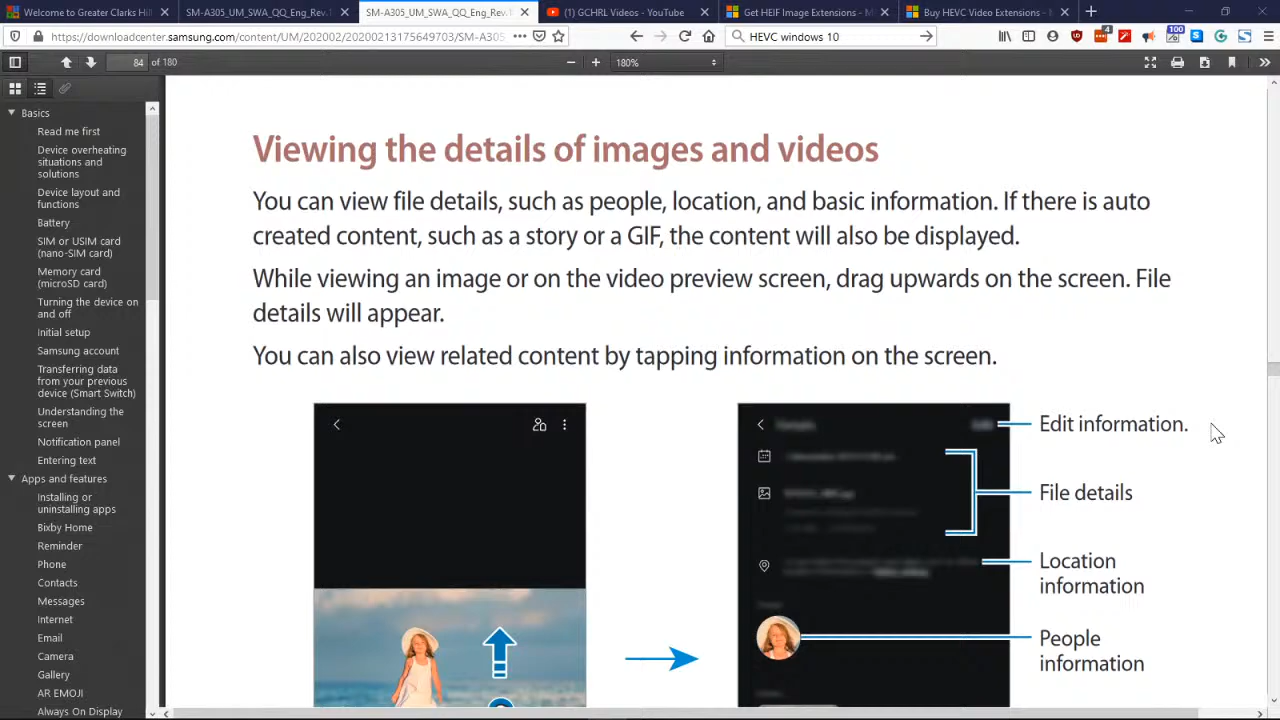 Welcome to Greater Clarks Hill
SM-A305_UM_SWA_QQ_Eng_Rev.
SM-A305_UM_SWA_QQ_Eng_Rev.
(1) GCHRL Videos - YouTube
Get HEIF Image Extensions - M
Buy HEVC Video Extensions -
https://downloadcenter.samsung.com/content/UM/202002/20200213175649703/SM-A305
HEVC windows 10
100
4
84 of 180
180%
Basics
Read me first
Device overheating
situations and
solutions
Device layout and
functions
Battery
SIM or USIM card
(nano-SIM card)
Memory card
(microSD card)
Turning the device on
and off
Initial setup
Samsung account
Transferring data
from your previous
device (Smart Switch)
Understanding the
screen
Notification panel
Entering text
Apps and features
Installing or
uninstalling apps
Bixby Home
Reminder
Phone
Contacts
Messages
Internet
Email
Camera
Gallery
AR EMOJI
Always On Display
Viewing the details of images and videos
You can view file details, such as people, location, and basic information. If there is auto
created content, such as a story or a GIF, the content will also be displayed.
While viewing an image or on the video preview screen, drag upwards on the screen. File
details will appear.
You can also view related content by tapping information on the screen.
Details
Edit
Edit information.
File details
Location
information
People
information